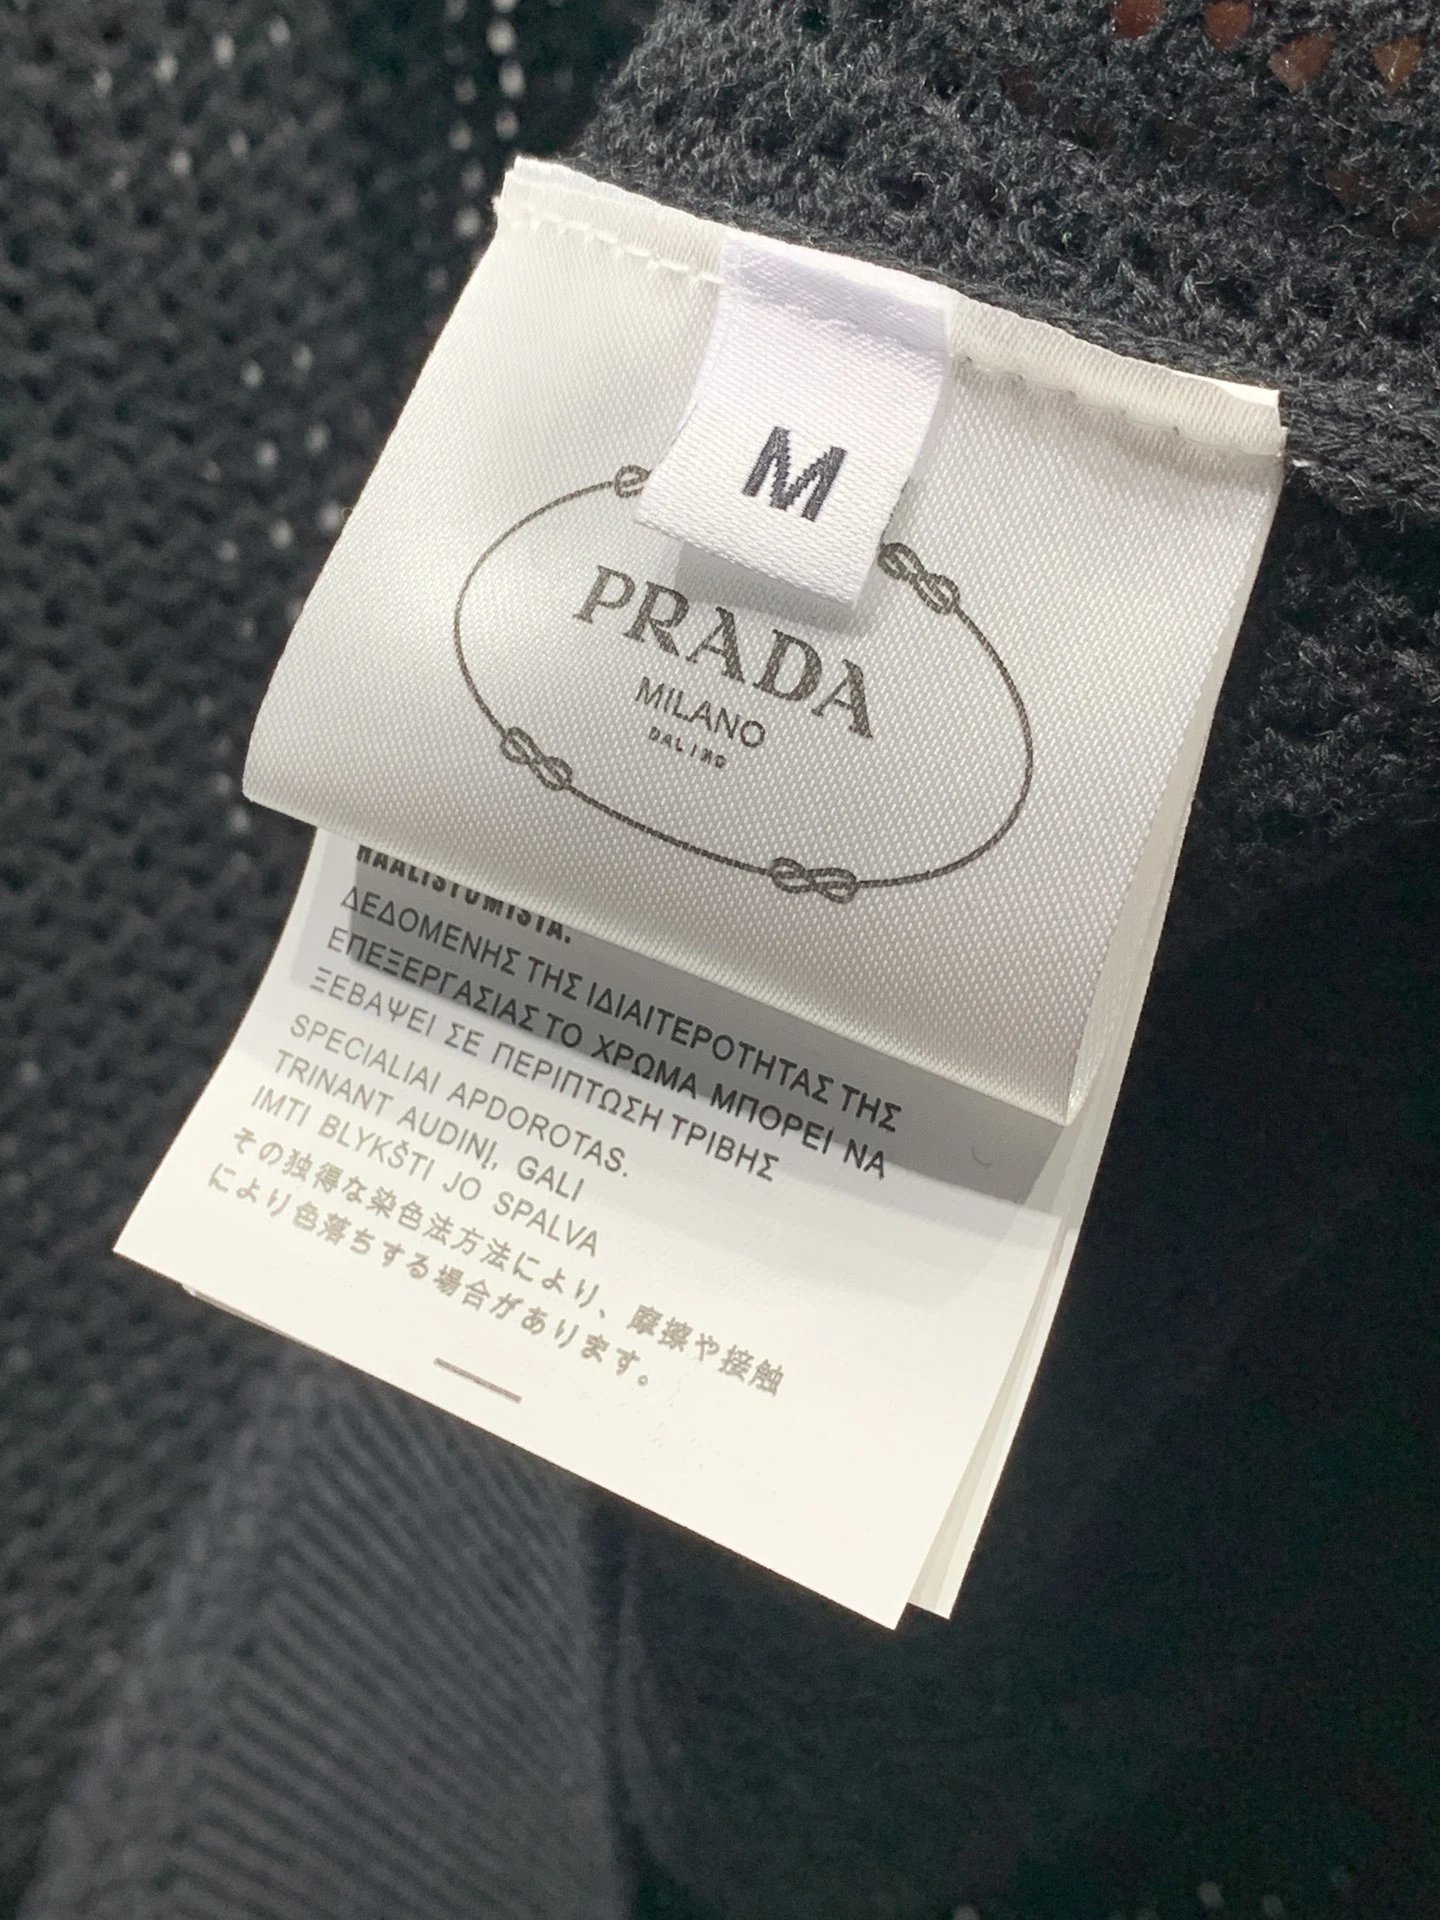 M
PRADA
MILANO
DAL 1913
HAALISTUMISTA.
ΔΕΔΟΜΕΝΗΣ ΤΗΣ ΙΔΙΑΙΤΕΡΟΤΗΤΑΣ ΤΗΣ
ΕΠΕΞΕΡΓΑΣΙΑΣ ΤΟ ΧΡΩΜΑ ΜΠΟΡΕΙ ΝΑ
ΞΕΒΑΨΕΙ ΣΕ ΠΕΡΙΠΤΩΣΗ ΤΡΙΒΗΣ
SPECIALIAI APDOROTAS.
TRINANT AUDINĮ, GALI
IMTI BLYKŠTI JO SPALVA
その独得な染色法方法により、摩擦や接触
により色落ちする場合があります。